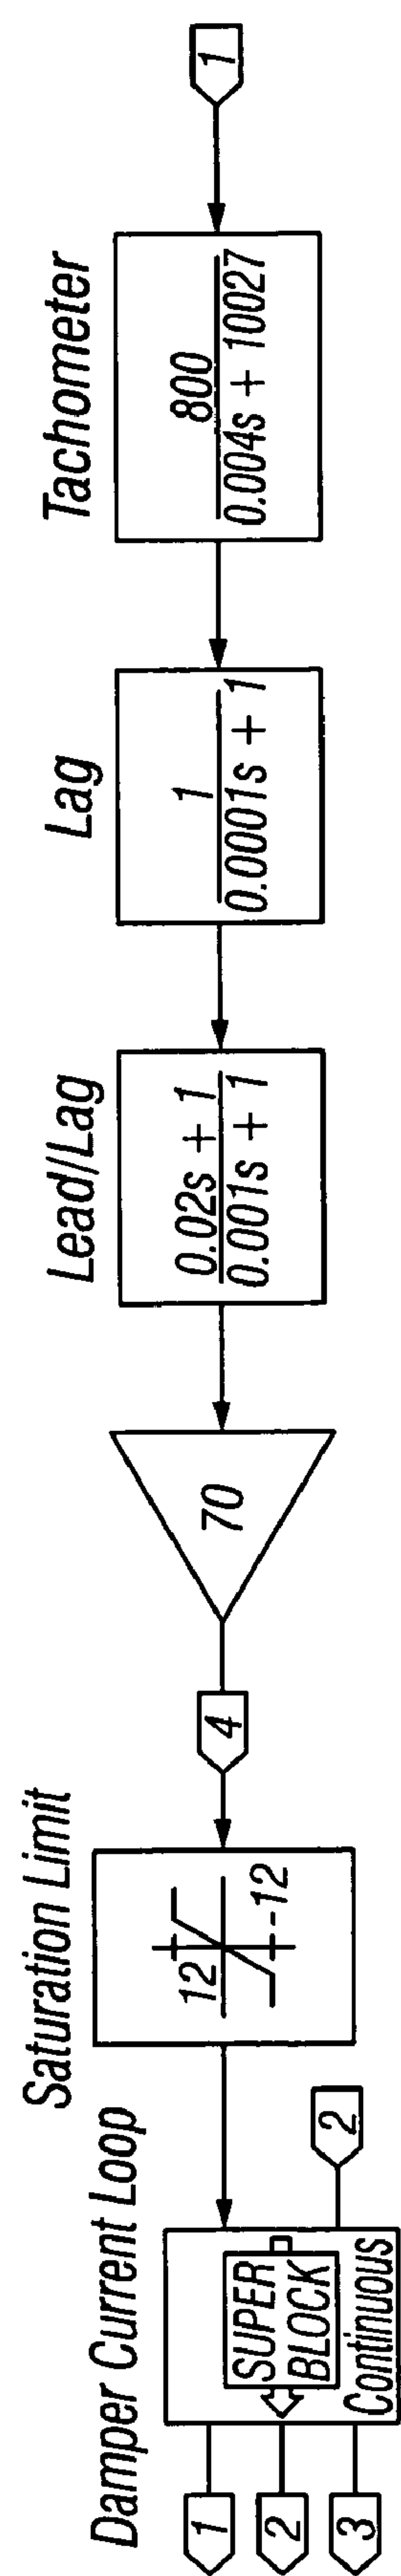 Damper Current Loop
1
2
3
SUPER
BLOCK
Continuous
2
Saturation Limit
12
-12
4
70
Lead/Lag
0.02s + 1
0.001s + 1
Lag
1
0.0001s + 1
Tachometer
800
0.004s + 10027
1